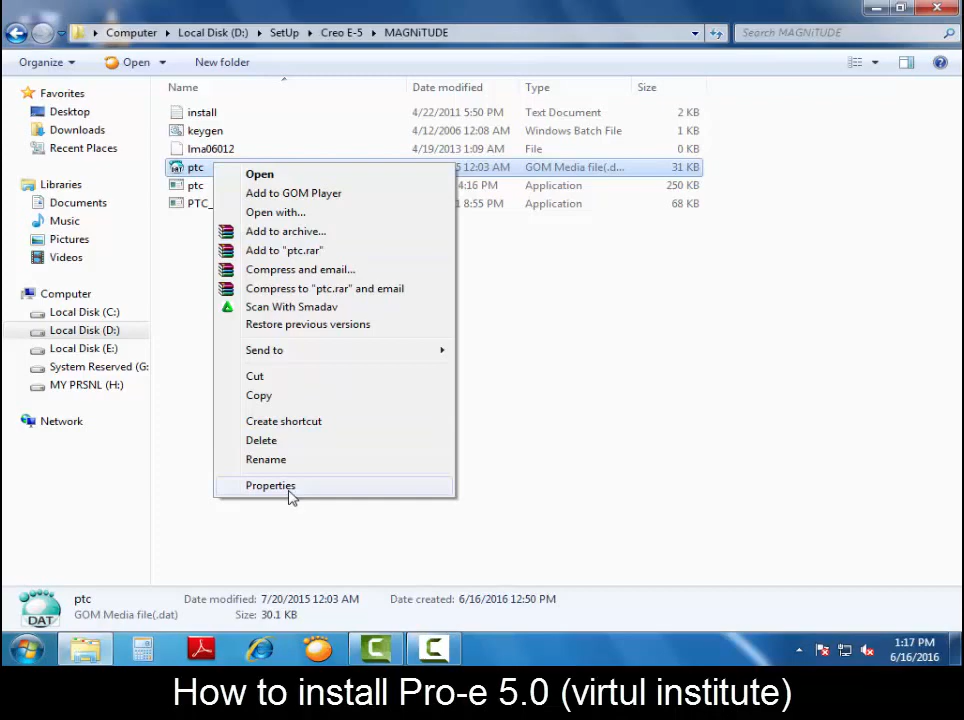 Computer ▸ Local Disk (D:) ▸ SetUp ▸ Creo E-5 ▸ MAGNiTUDE
Search MAGNiTUDE
Organize Open New folder
Name Date modified Type Size
Favorites
Desktop
Downloads
Recent Places
Libraries
Documents
Music
Pictures
Videos
Computer
Local Disk (C:)
Local Disk (D:)
Local Disk (E:)
System Reserved (G:
MY PRSNL (H:)
Network
install 4/22/2011 5:50 PM Text Document 2 KB
keygen 4/12/2006 12:08 AM Windows Batch File 1 KB
lma06012 4/19/2013 1:09 AM File 0 KB
ptc 5 12:03 AM GOM Media file(.d... 31 KB
ptc 4:16 PM Application 250 KB
PTC_ 1 8:55 PM Application 68 KB
Open
Add to GOM Player
Open with...
Add to archive...
Add to "ptc.rar"
Compress and email...
Compress to "ptc.rar" and email
Scan With Smadav
Restore previous versions
Send to
Cut
Copy
Create shortcut
Delete
Rename
Properties
ptc Date modified: 7/20/2015 12:03 AM Date created: 6/16/2016 12:50 PM
GOM Media file(.dat) Size: 30.1 KB
DAT
1:17 PM
6/16/2016
How to install Pro-e 5.0 (virtul institute)